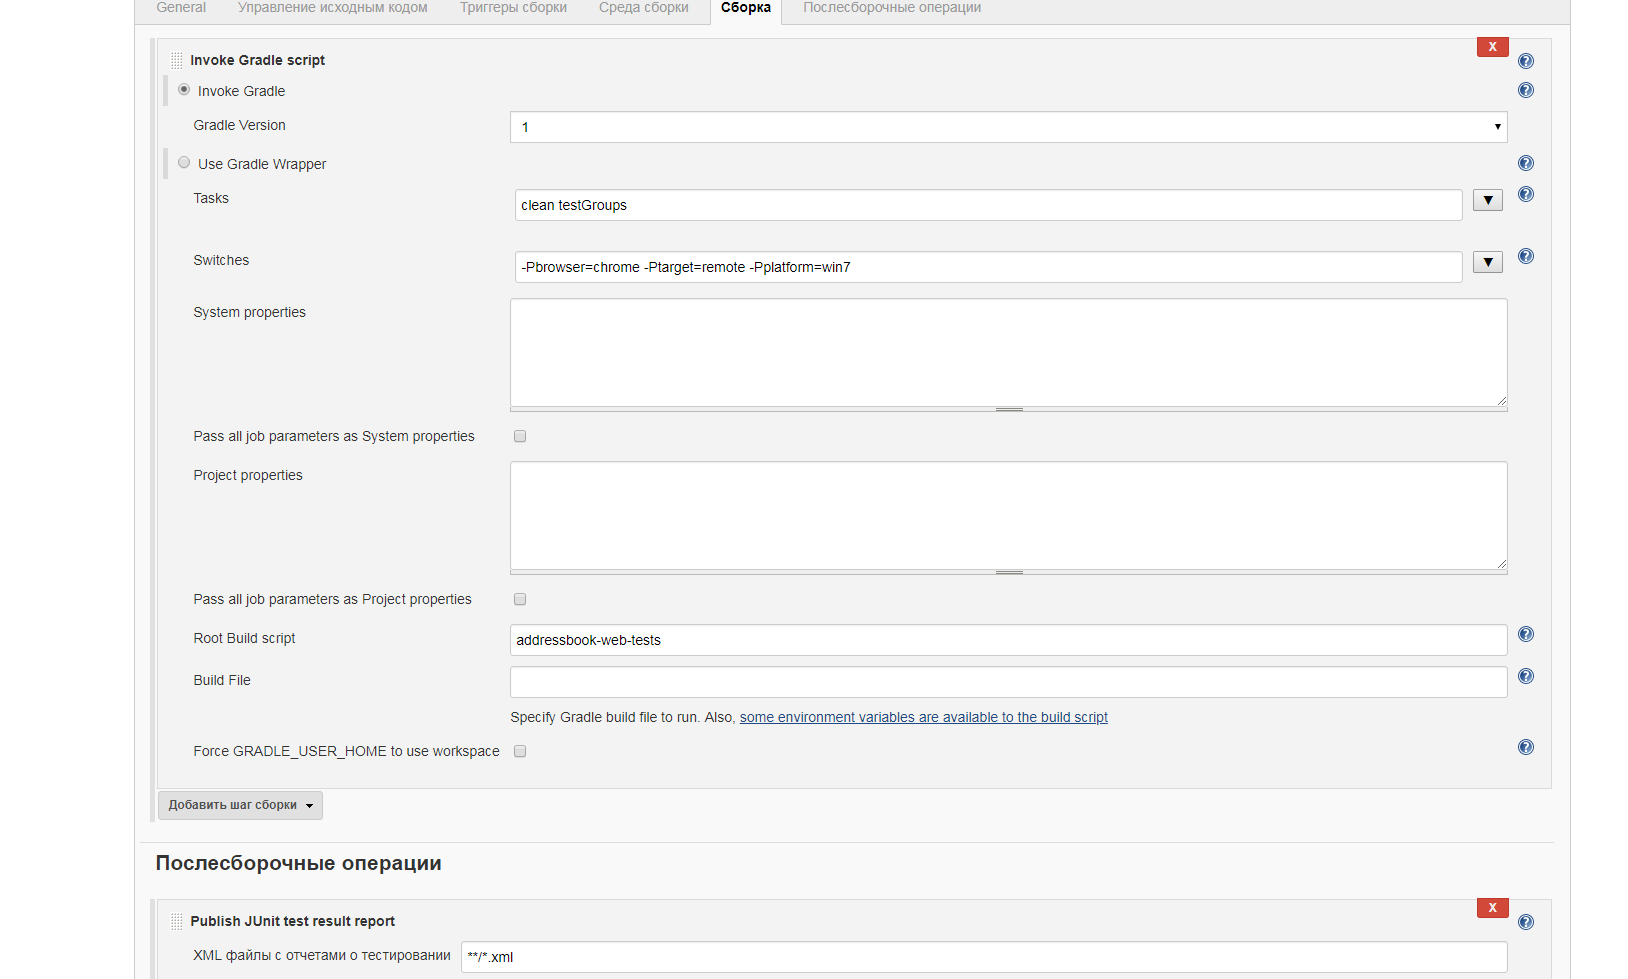 General Управление исходным кодом Триггеры сборки Среда сборки Сборка Послесборочные операции
Invoke Gradle script
X
Invoke Gradle
Gradle Version
1
Use Gradle Wrapper
Tasks
clean testGroups
Switches
-Pbrowser=chrome -Ptarget=remote -Pplatform=win7
System properties
Pass all job parameters as System properties
Project properties
Pass all job parameters as Project properties
Root Build script
addressbook-web-tests
Build File
Specify Gradle build file to run. Also, some environment variables are available to the build script
Force GRADLE_USER_HOME to use workspace
Добавить шаг сборки
Послесборочные операции
Publish JUnit test result report
X
XML файлы с отчетами о тестировании
**/*.xml